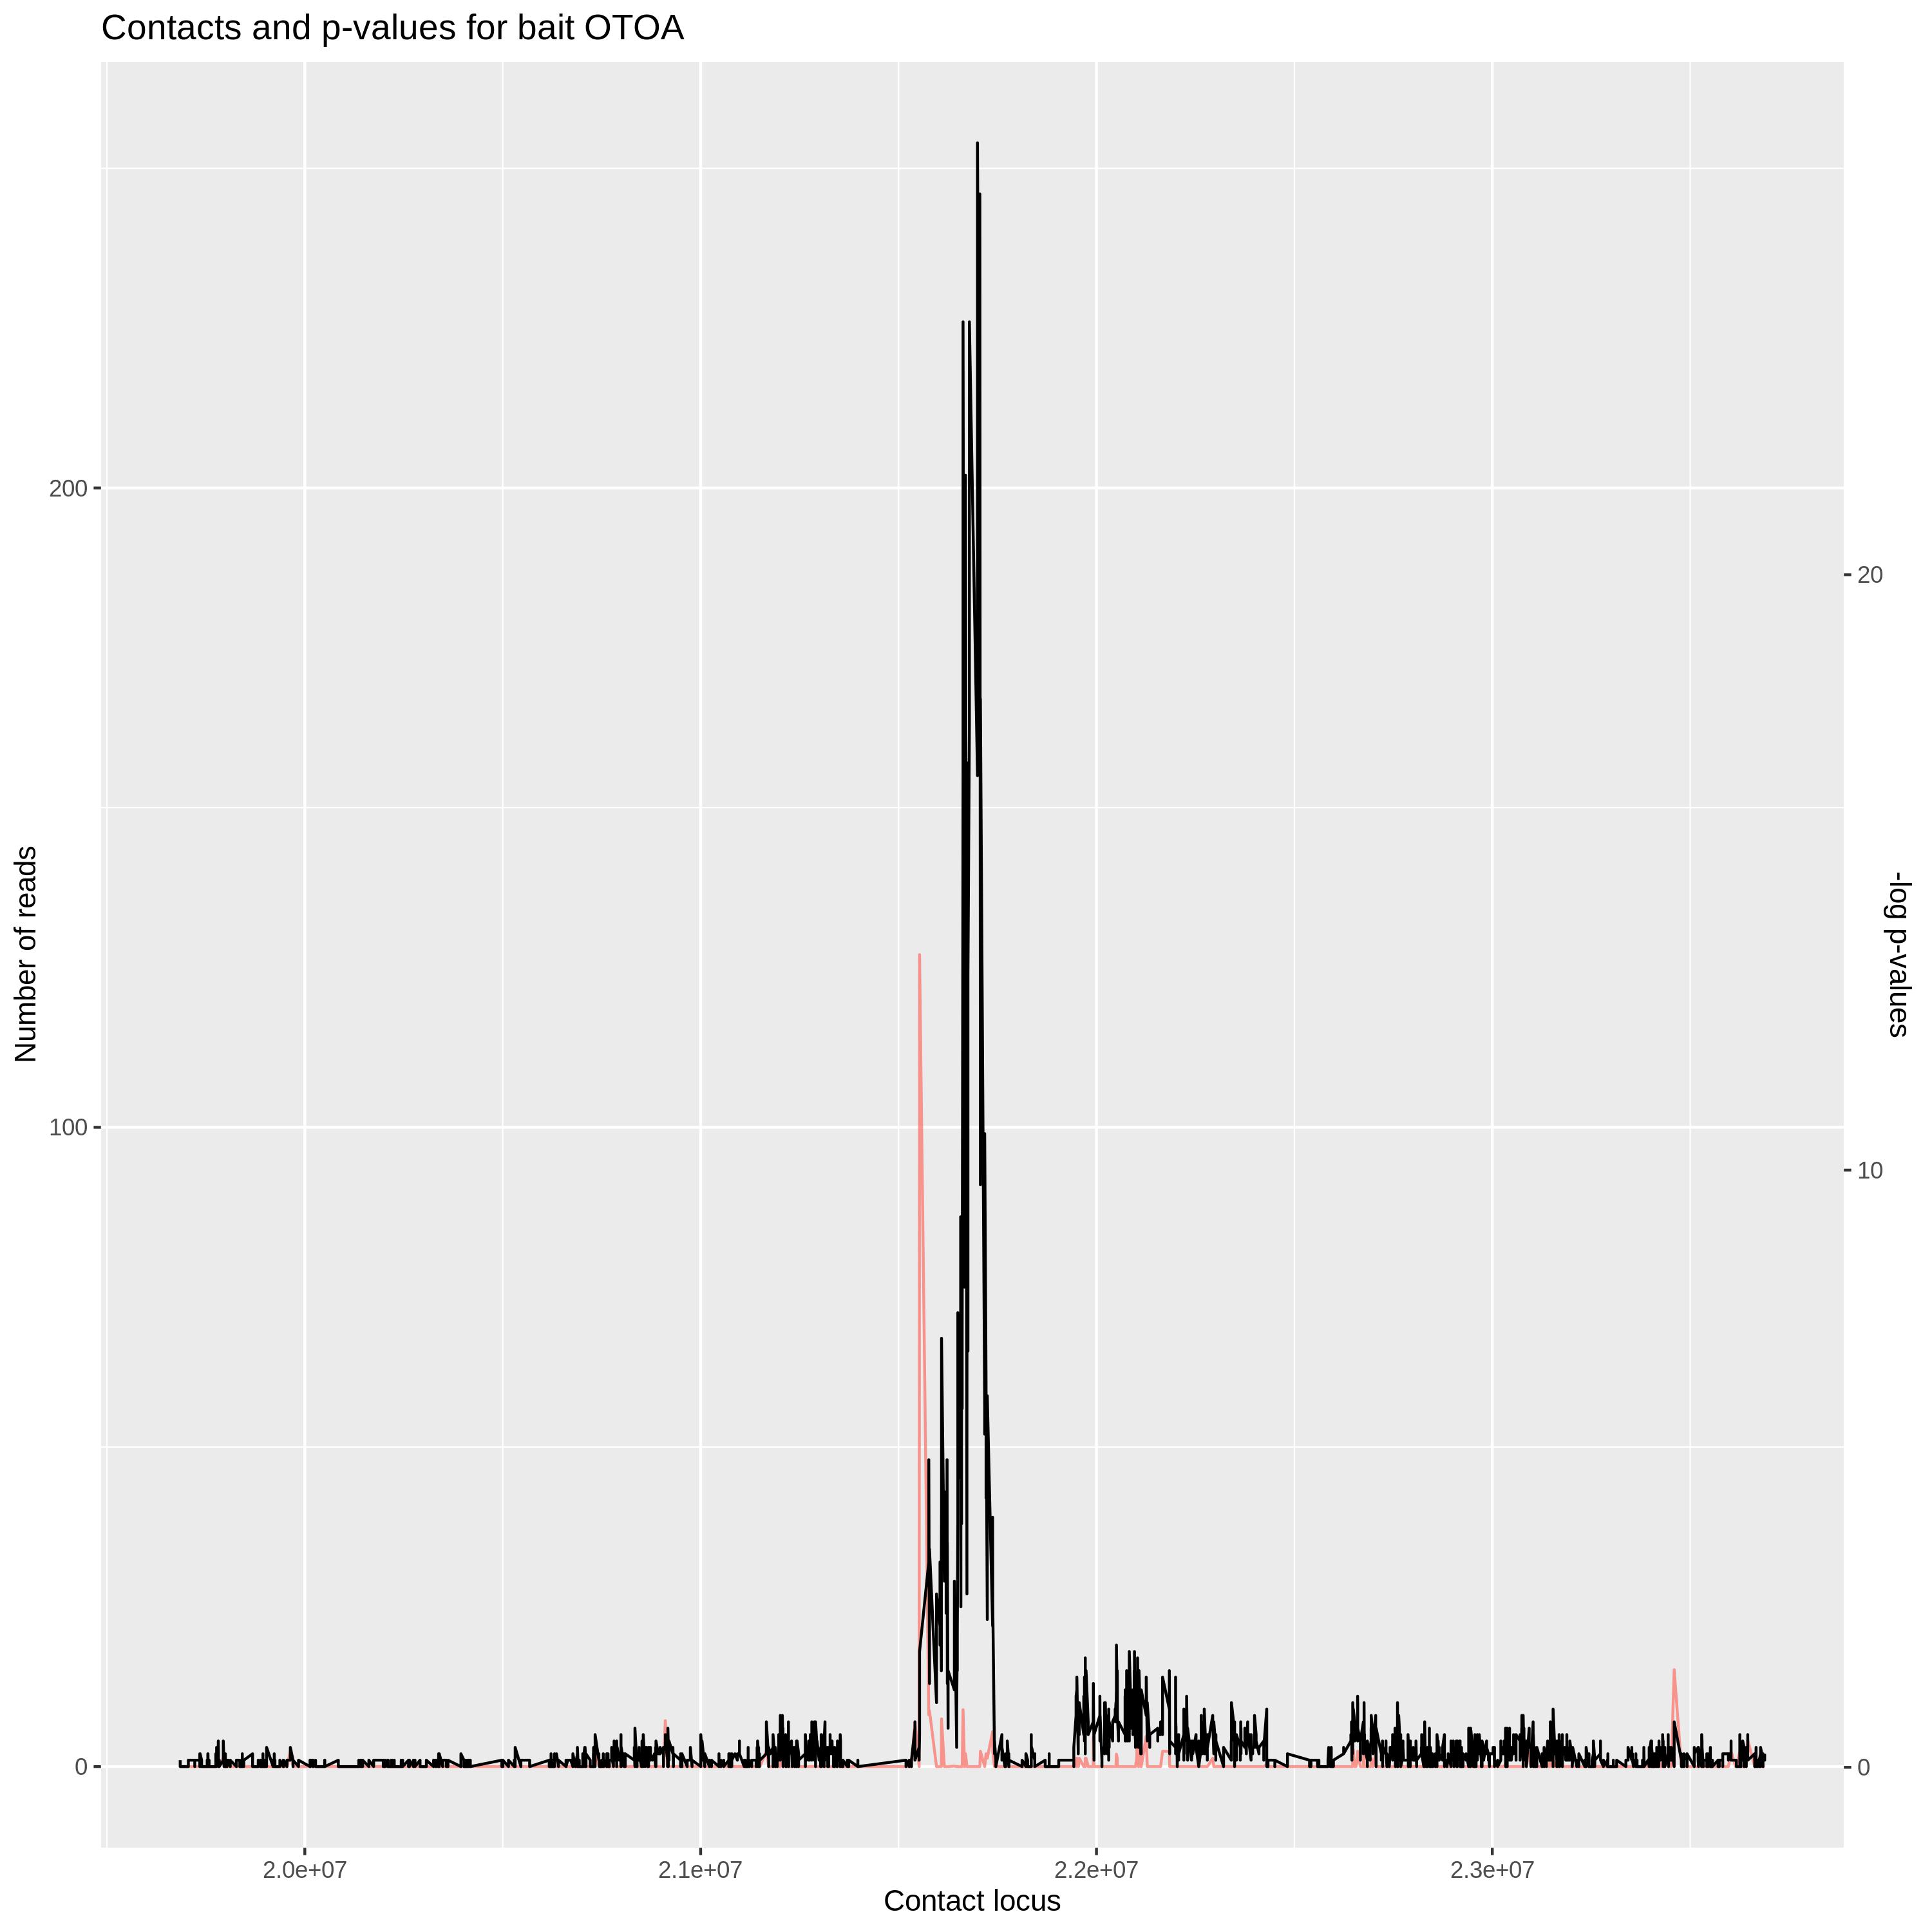 Contacts and p-values for bait OTOA
Number of reads
200
100
0
20
10
0
-log p-values
2.0e+07
2.1e+07
2.2e+07
2.3e+07
Contact locus